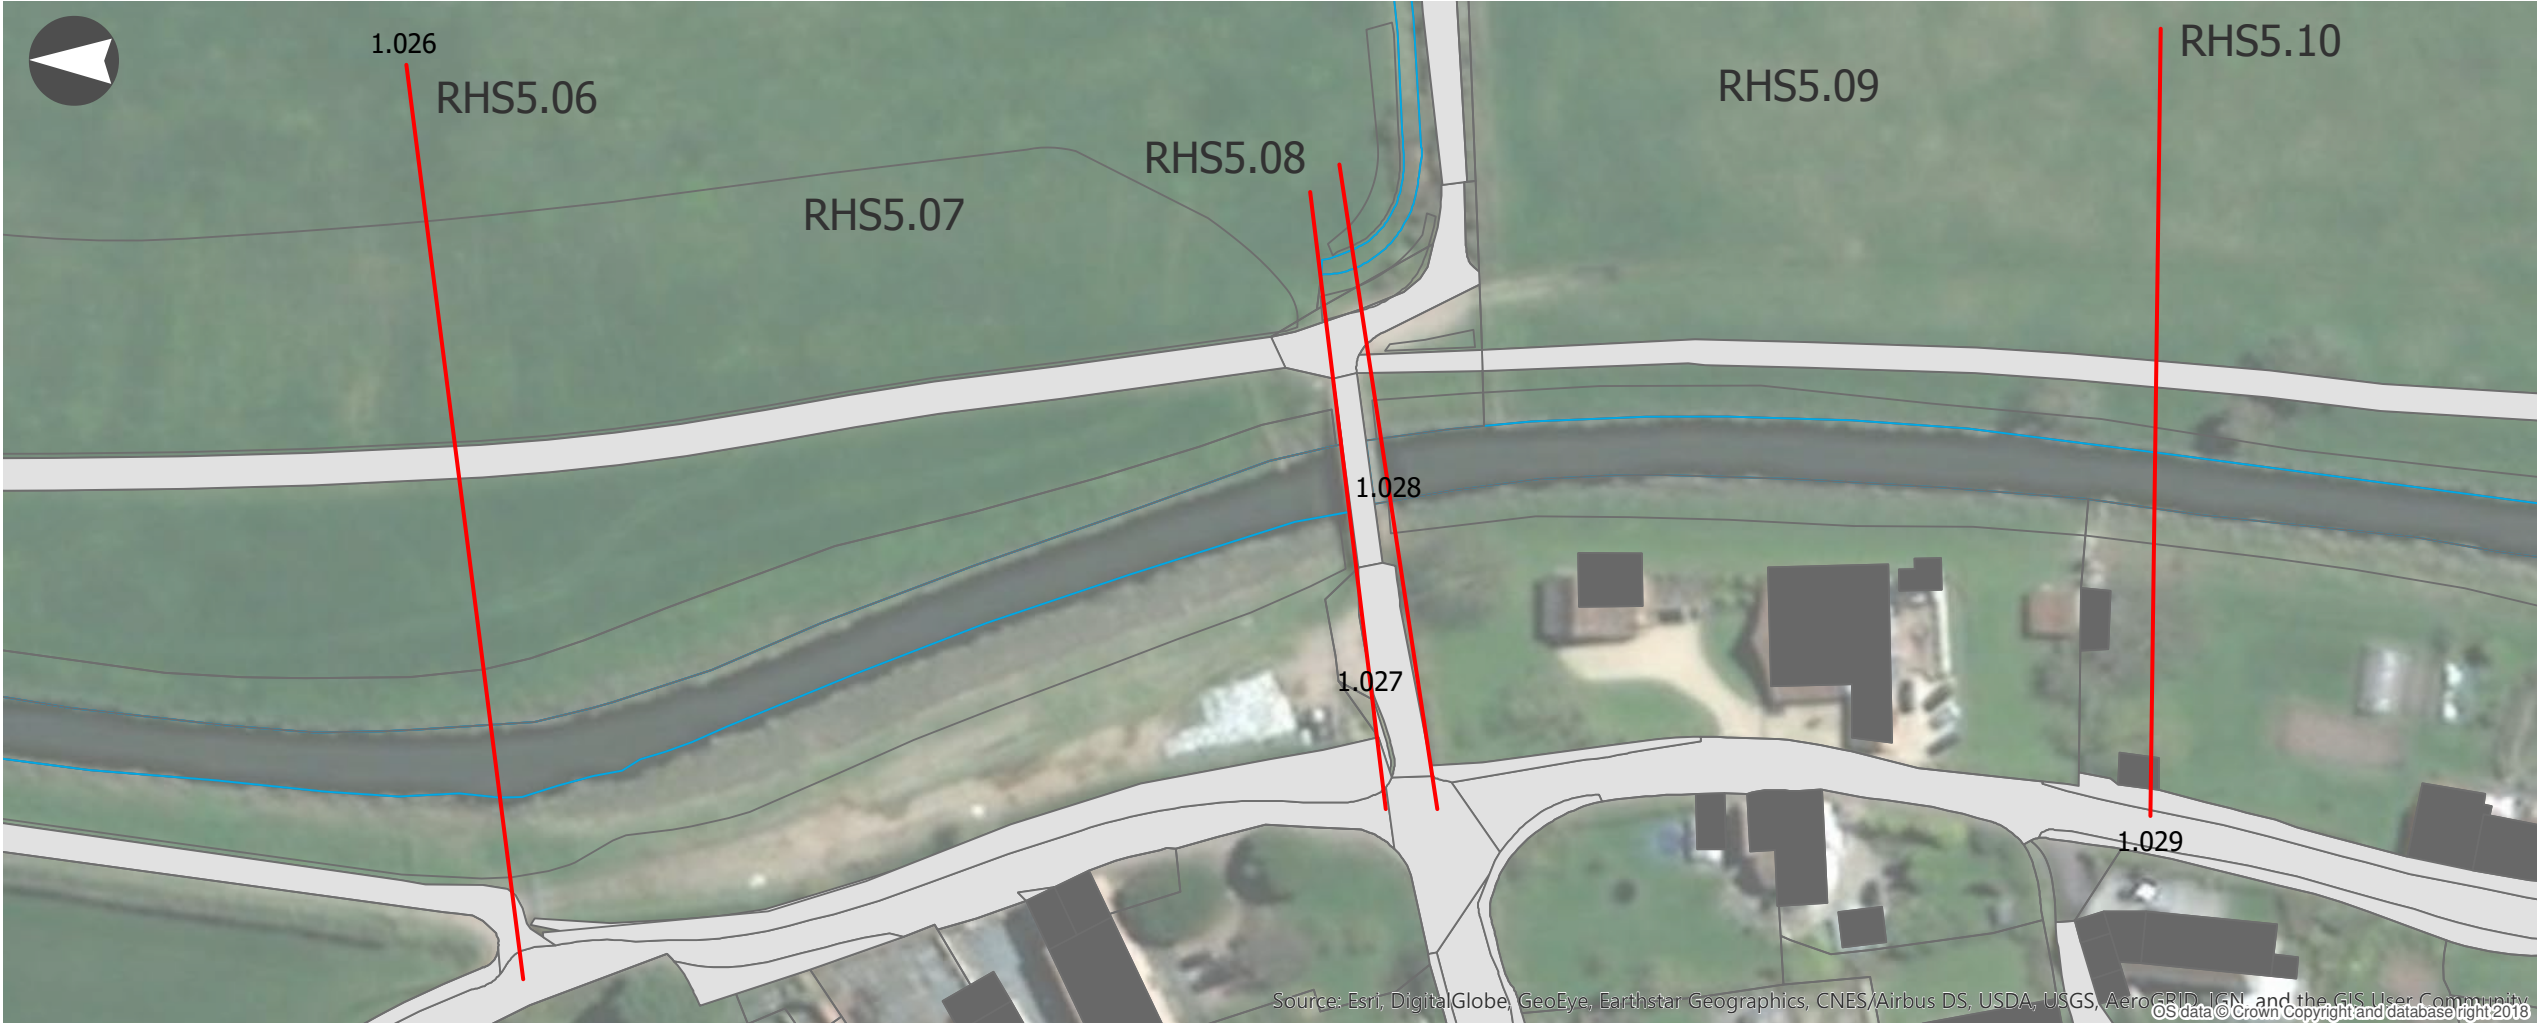 1.026
RHS5.06
RHS5.07
RHS5.08
RHS5.09
RHS5.10
1.028
1.027
1.029
Source: Esri, DigitalGlobe, GeoEye, Earthstar Geographics, CNES/Airbus DS, USDA, USGS, AeroGRID, IGN, and the GIS User Community
OS data © Crown Copyright and database right 2018